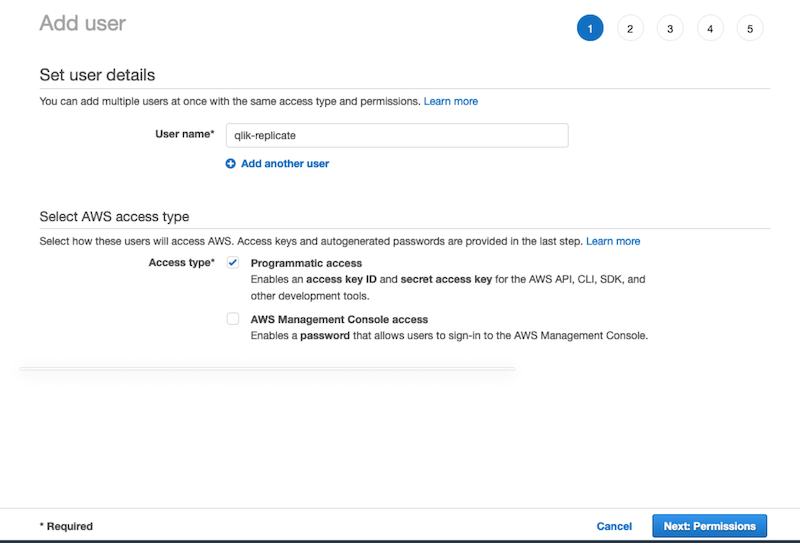 Add user
1 2 3 4 5
Set user details
You can add multiple users at once with the same access type and permissions. Learn more
User name* qlik-replicate
Add another user
Select AWS access type
Select how these users will access AWS. Access keys and autogenerated passwords are provided in the last step. Learn more
Access type* Programmatic access
Enables an access key ID and secret access key for the AWS API, CLI, SDK, and
other development tools.
AWS Management Console access
Enables a password that allows users to sign-in to the AWS Management Console.
* Required Cancel Next: Permissions